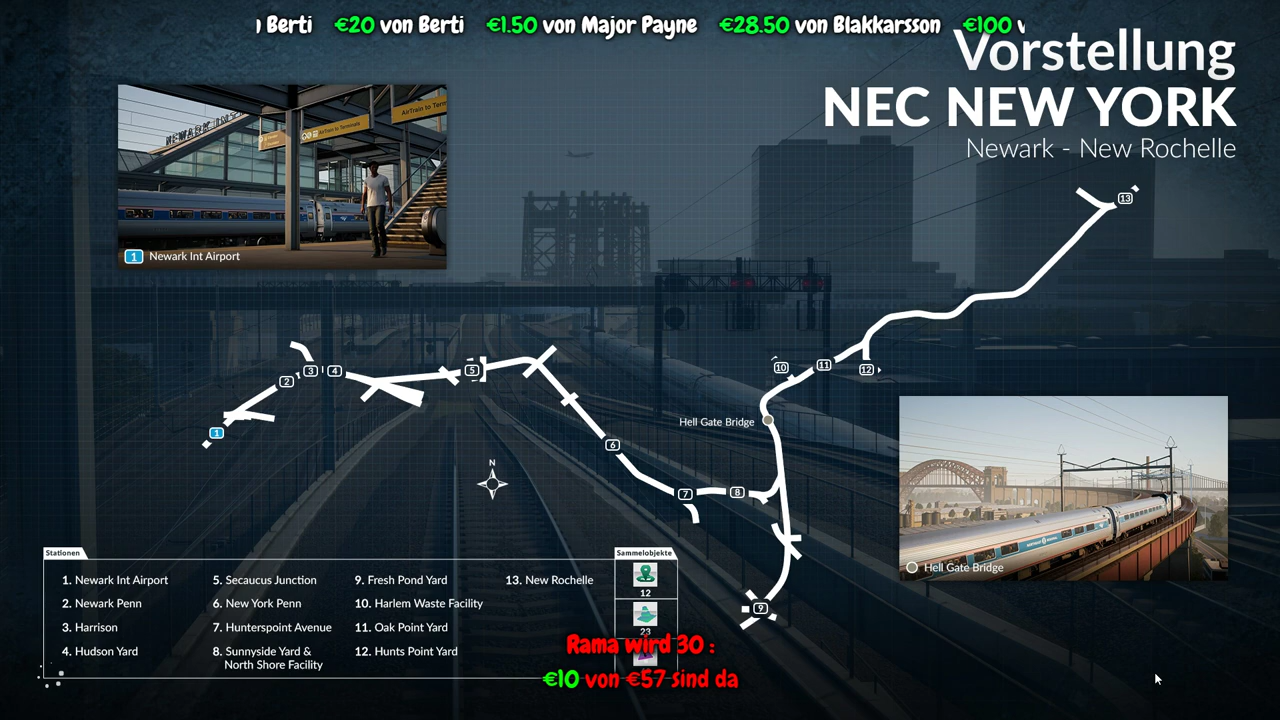 Berti €20 von Berti €1.50 von Major Payne €28.50 von Blakkarsson €100
Vorstellung
NEC NEW YORK
Newark - New Rochelle
AirTrain to Terminals
1 Newark Int Airport
13
10
11
12
3
4
5
2
1
Hell Gate Bridge
6
N
7
8
9
Hell Gate Bridge
Stationen
1. Newark Int Airport
2. Newark Penn
3. Harrison
4. Hudson Yard
5. Secaucus Junction
6. New York Penn
7. Hunterspoint Avenue
8. Sunnyside Yard &
North Shore Facility
9. Fresh Pond Yard
10. Harlem Waste Facility
11. Oak Point Yard
12. Hunts Point Yard
13. New Rochelle
Sammelobjekte
12
23
Rama wird 30 :
€10 von €57 sind da